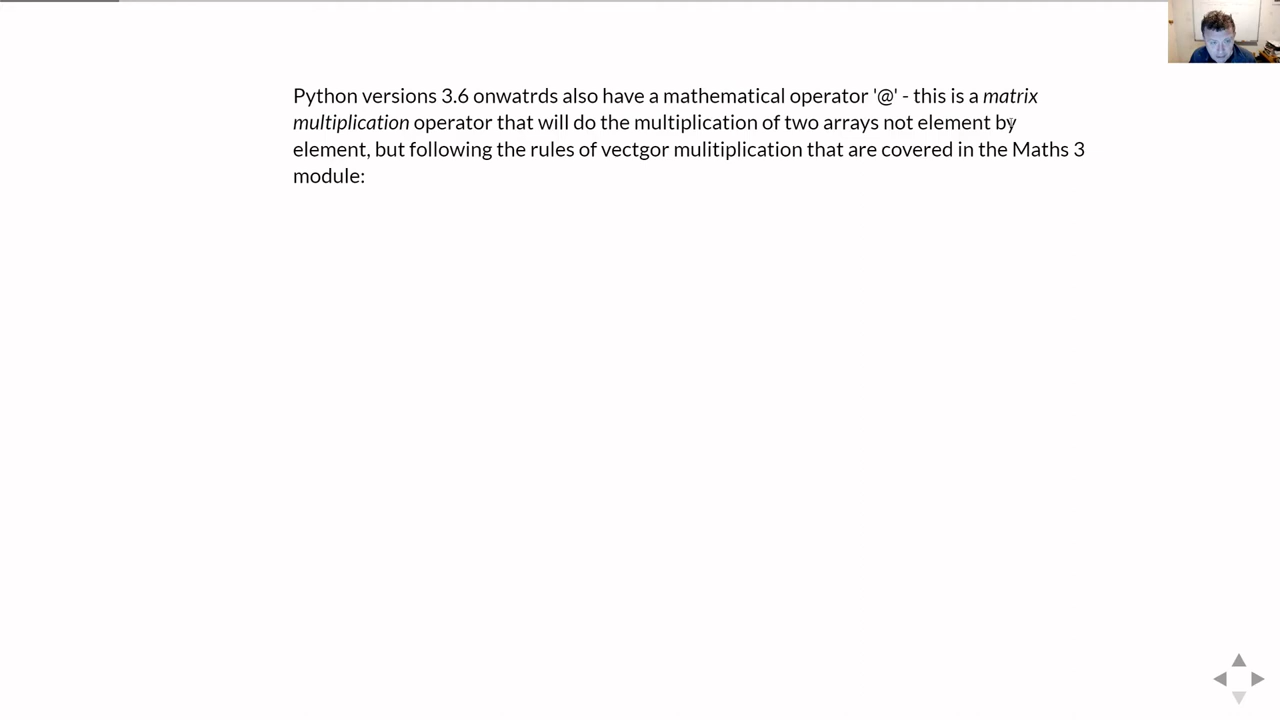 Python versions 3.6 onwatrds also have a mathematical operator '@' - this is a matrix
multiplication operator that will do the multiplication of two arrays not element by
element, but following the rules of vectgor mulitiplication that are covered in the Maths 3
module: